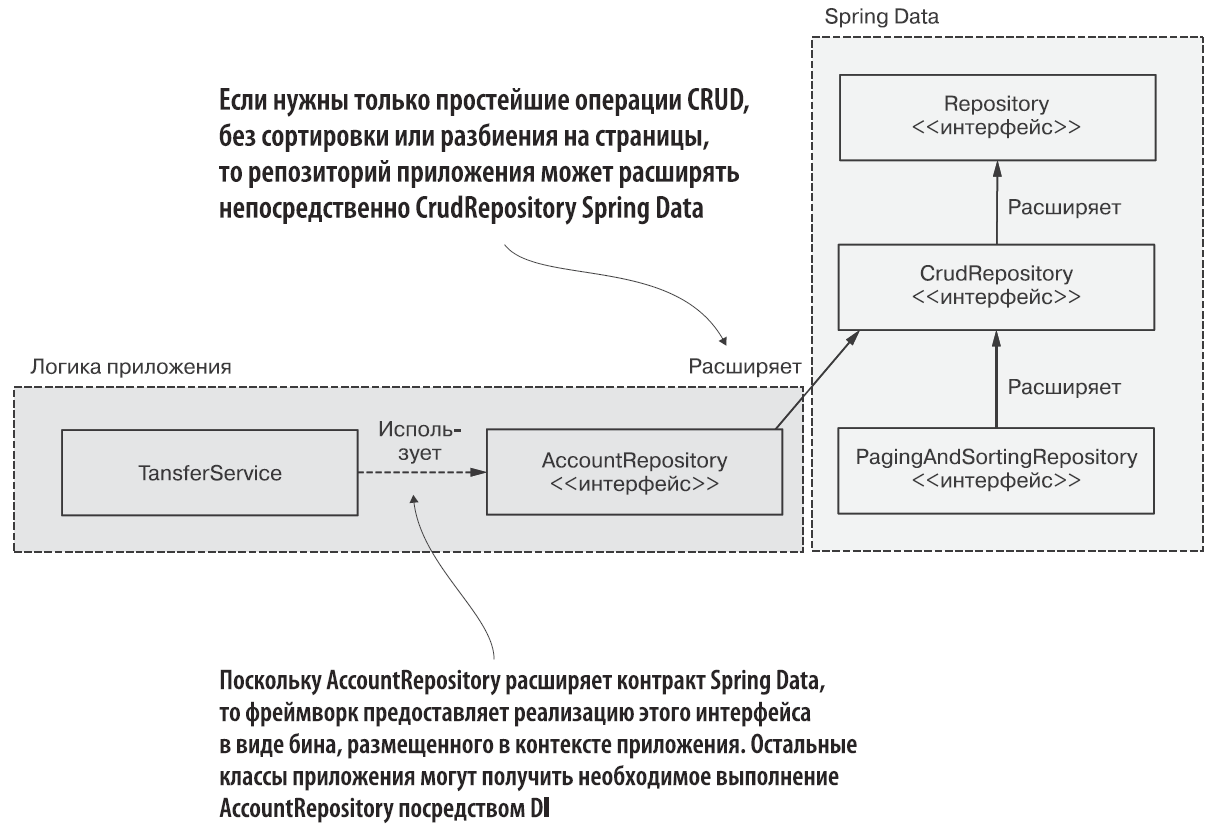 Spring Data
Если нужны только простейшие операции CRUD,
без сортировки или разбиения на страницы,
то репозиторий приложения может расширять
непосредственно CrudRepository Spring Data
Repository
<<интерфейс>>
Расширяет
CrudRepository
<<интерфейс>>
Логика приложения
Расширяет
Расширяет
TansferService
Исполь-
зует
AccountRepository
<<интерфейс>>
PagingAndSortingRepository
<<интерфейс>>
Поскольку AccountRepository расширяет контракт Spring Data,
то фреймворк предоставляет реализацию этого интерфейса
в виде бина, размещенного в контексте приложения. Остальные
классы приложения могут получить необходимое выполнение
AccountRepository посредством DI